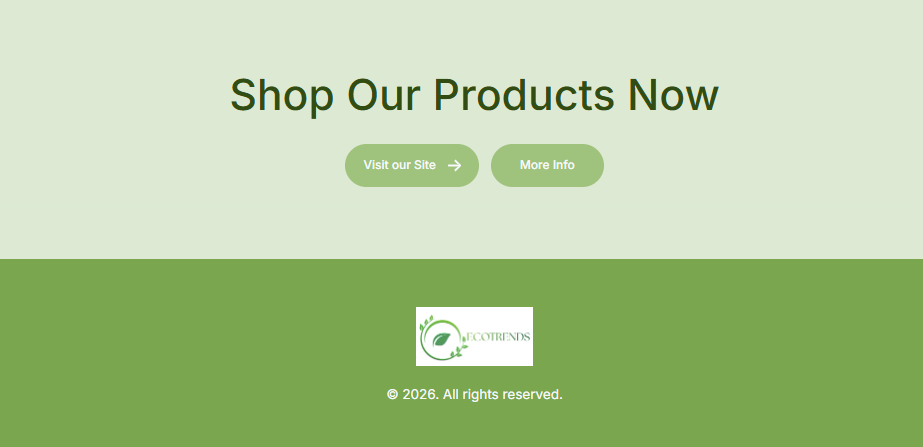 Shop Our Products Now
Visit our Site
More Info
ECOTRENDS
© 2026. All rights reserved.